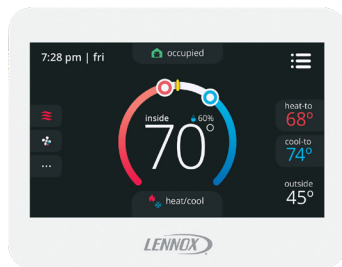 LENNOX
7:28 pm | fri
occupied
heat-to
68°
inside
60%
70°
cool-to
74°
outside
45°
heat/cool
LENNOX